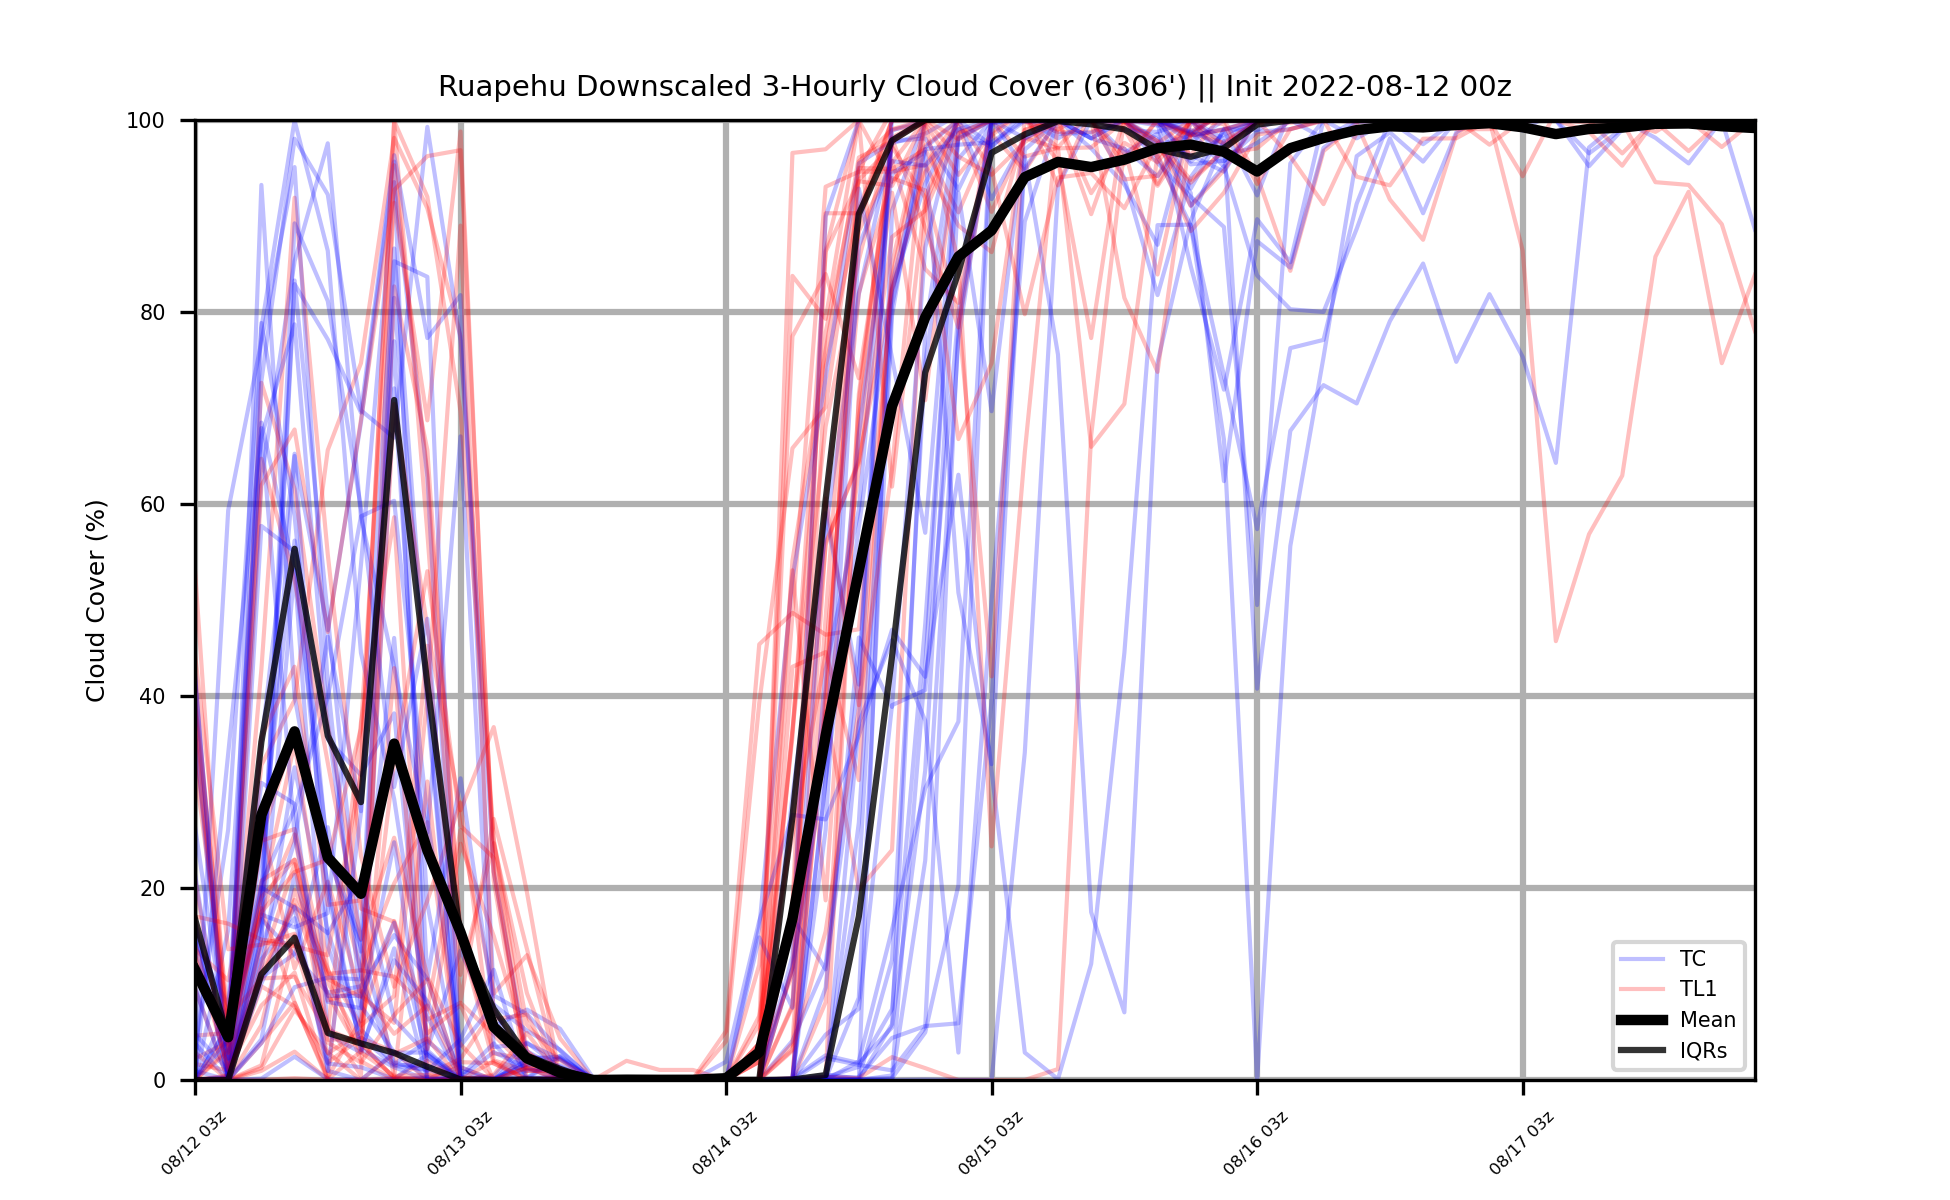 Ruapehu Downscaled 3-Hourly Cloud Cover (6306') || Init 2022-08-12 00z
Cloud Cover (%)
100
80
60
40
20
0
TC
TL1
Mean
IQRs
08/12 03z
08/13 03z
08/14 03z
08/15 03z
08/16 03z
08/17 03z